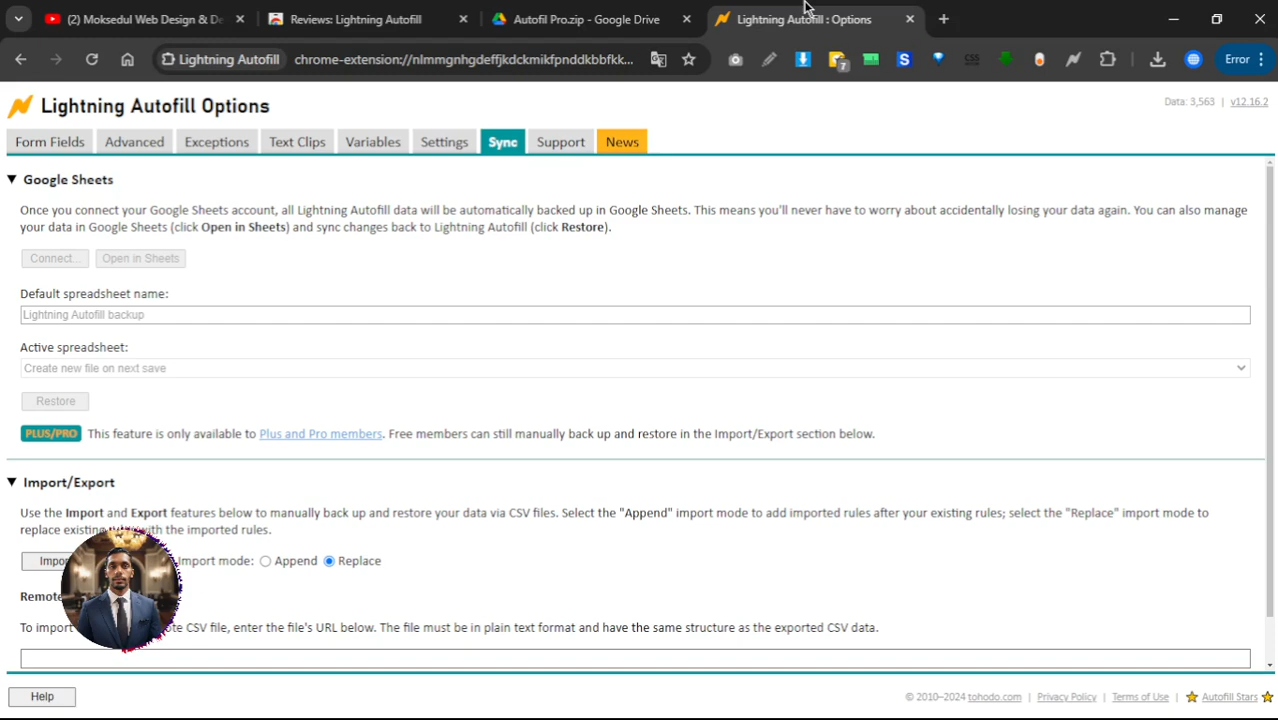 (2) Moksedul Web Design & De
Reviews: Lightning Autofill
Autofil Pro.zip - Google Drive
Lightning Autofill : Options
Lightning Autofill
chrome-extension://nlmmgnhgdeffjkdckmikfpnddkbbfkk...
7
S
CSS
Error
Lightning Autofill Options
Data: 3,563 | v12.16.2
Form Fields
Advanced
Exceptions
Text Clips
Variables
Settings
Sync
Support
News
Google Sheets
Once you connect your Google Sheets account, all Lightning Autofill data will be automatically backed up in Google Sheets. This means you'll never have to worry about accidentally losing your data again. You can also manage
your data in Google Sheets (click Open in Sheets) and sync changes back to Lightning Autofill (click Restore).
Connect...
Open in Sheets
Default spreadsheet name:
Lightning Autofill backup
Active spreadsheet:
Create new file on next save
Restore
PLUS/PRO This feature is only available to Plus and Pro members. Free members can still manually back up and restore in the Import/Export section below.
Import/Export
Use the Import and Export features below to manually back up and restore your data via CSV files. Select the "Append" import mode to add imported rules after your existing rules; select the "Replace" import mode to
replace existing with the imported rules.
Import mode: Append Replace
Remote
To import CSV file, enter the file's URL below. The file must be in plain text format and have the same structure as the exported CSV data.
Help
© 2010–2024 tohodo.com | Privacy Policy | Terms of Use | Autofill Stars